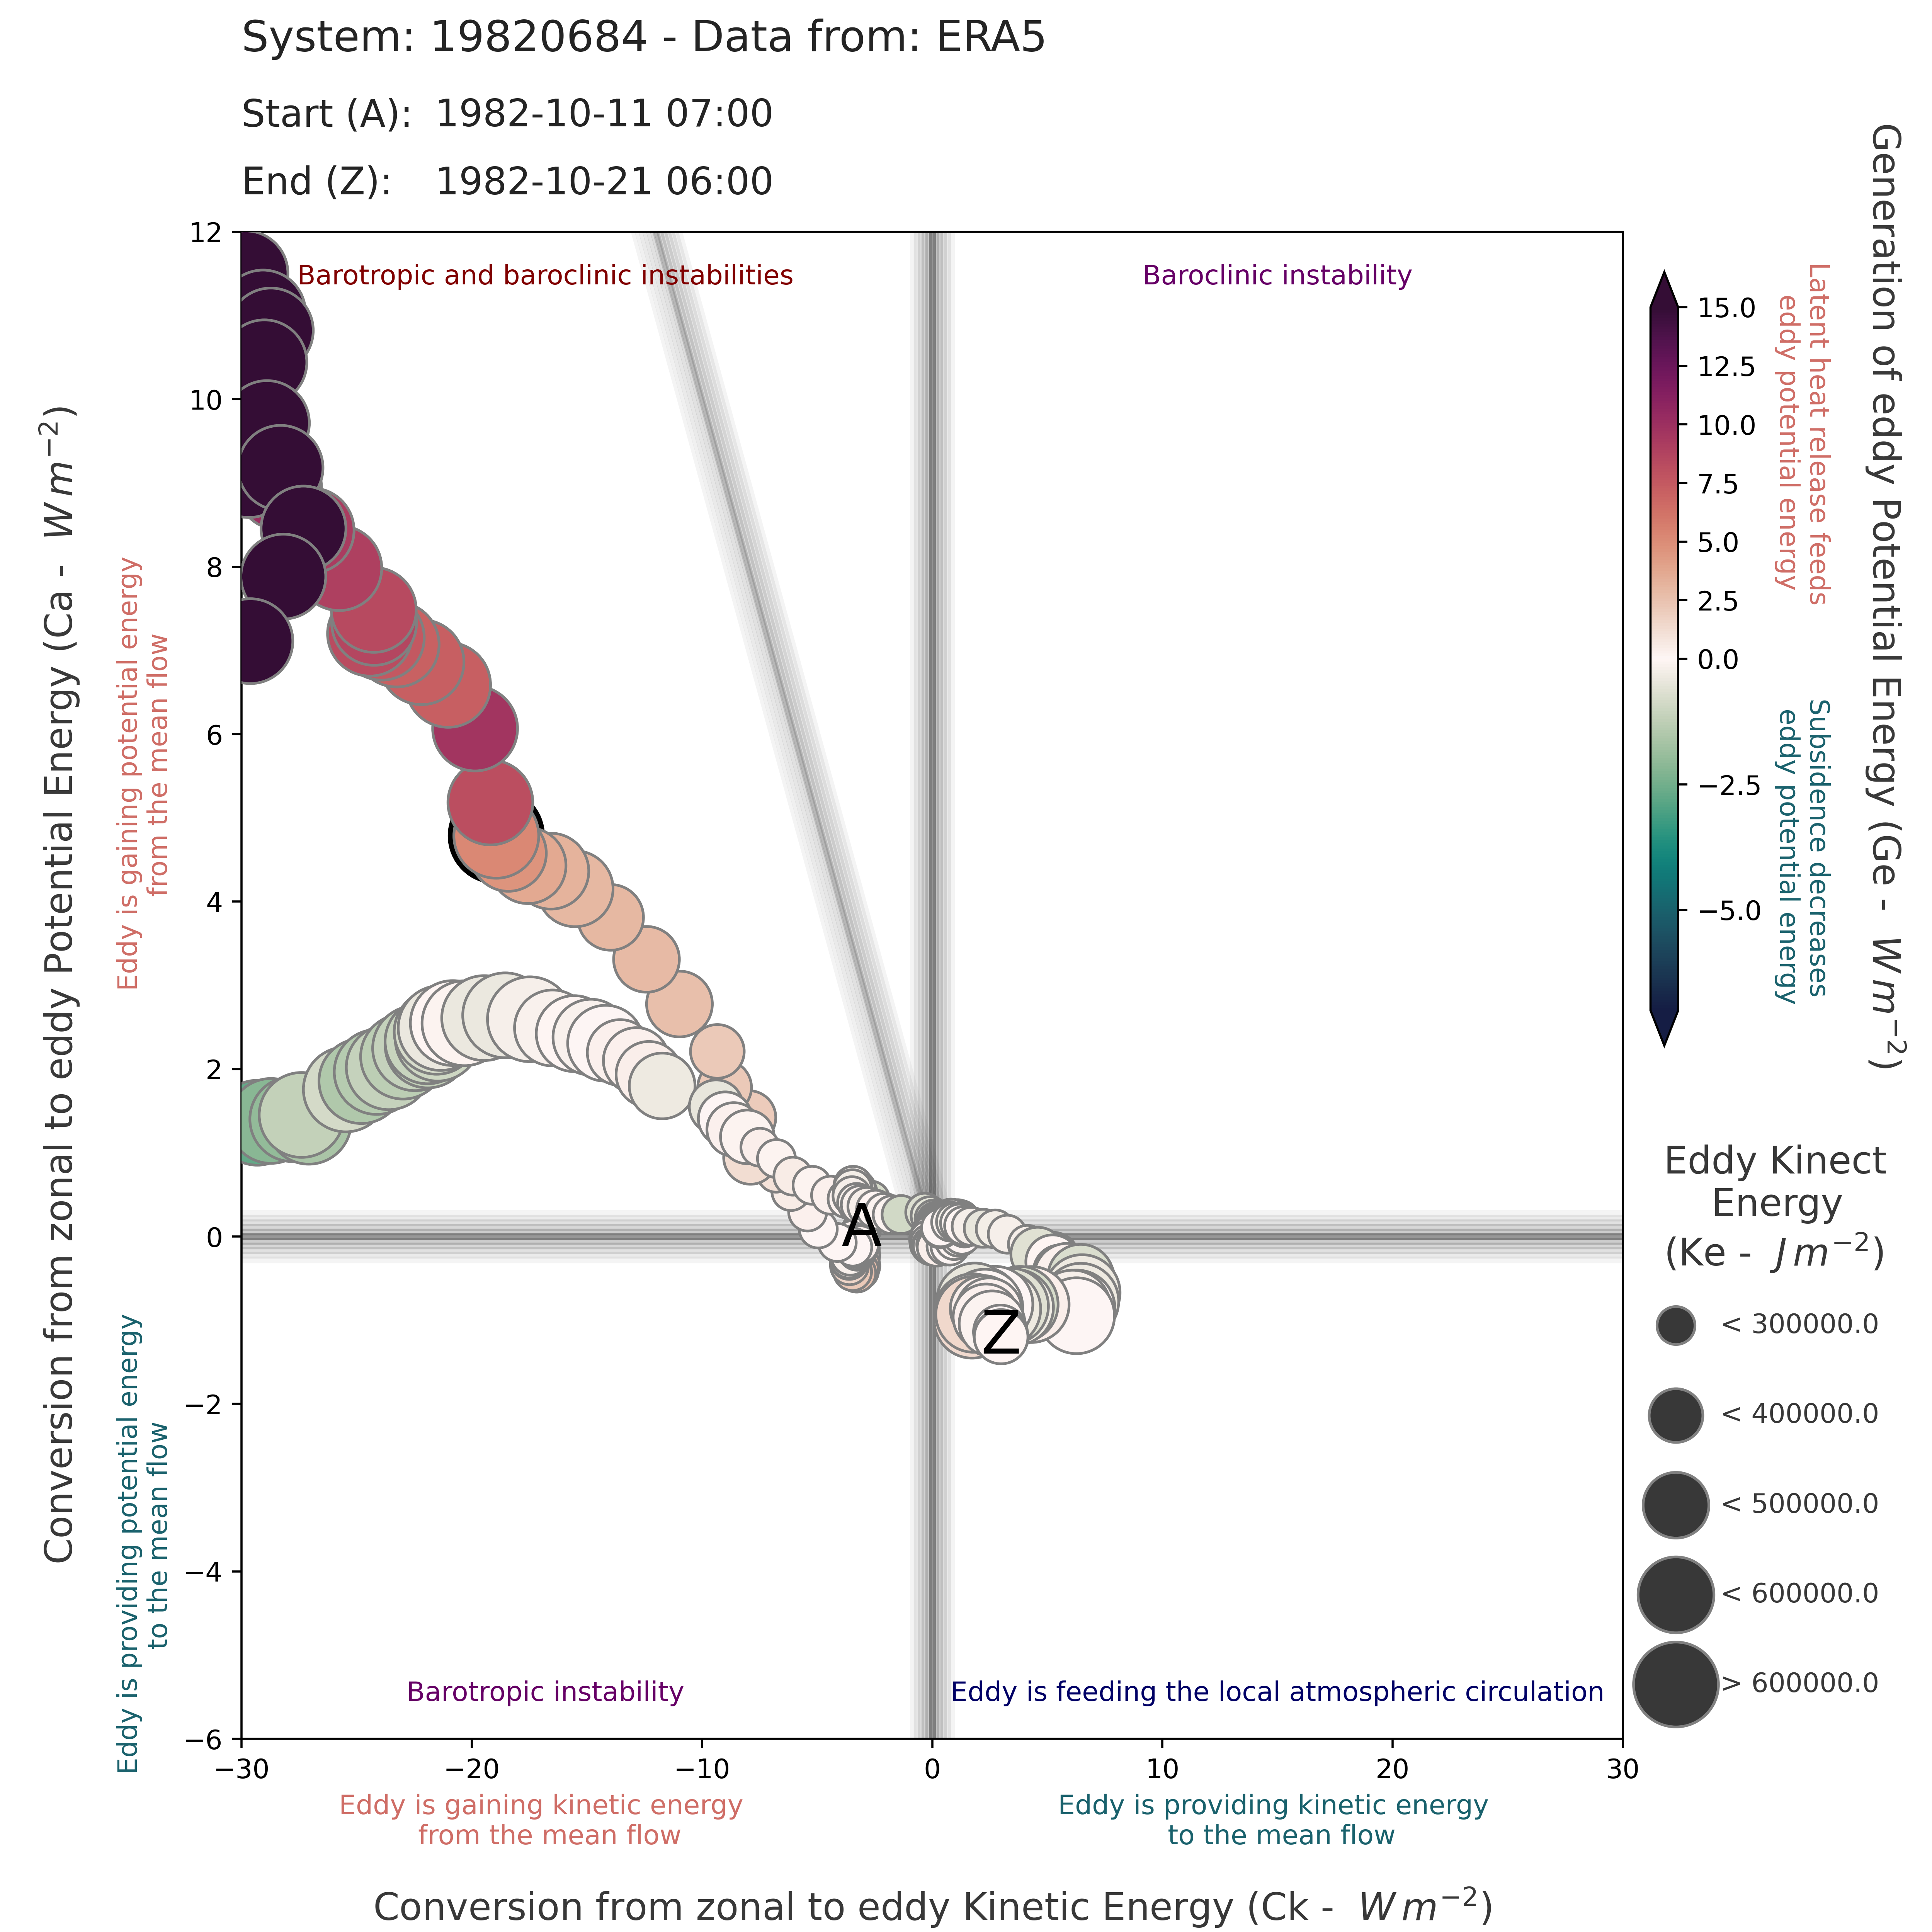 System: 19820684 - Data from: ERA5
Start (A): 1982-10-11 07:00
End (Z): 1982-10-21 06:00
Conversion from zonal to eddy Potential Energy (Ca - W m⁻²)
Eddy is gaining potential energy
from the mean flow
Eddy is providing potential energy
to the mean flow
12
10
8
6
4
2
0
−2
−4
−6
Barotropic and baroclinic instabilities
Baroclinic instability
A
Z
Barotropic instability
Eddy is feeding the local atmospheric circulation
−30
−20
−10
0
10
20
30
Eddy is gaining kinetic energy
from the mean flow
Eddy is providing kinetic energy
to the mean flow
Conversion from zonal to eddy Kinetic Energy (Ck - W m⁻²)
15.0
12.5
10.0
7.5
5.0
2.5
0.0
−2.5
−5.0
Latent heat release feeds
eddy potential energy
Subsidence decreases
eddy potential energy
Generation of eddy Potential Energy (Ge - W m⁻²)
Eddy Kinect
Energy
(Ke - J m⁻²)
< 300000.0
< 400000.0
< 500000.0
< 600000.0
> 600000.0